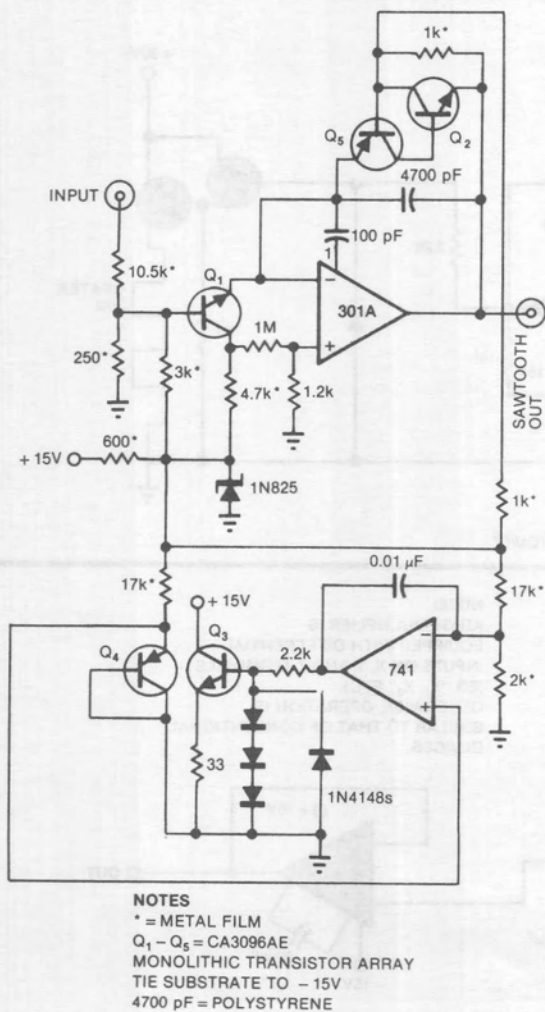 1k*
Q5
Q2
4700 pF
INPUT
100 pF
10.5k*
Q1
1
−
301A
+
1M
250*
3k*
4.7k*
1.2k
SAWTOOTH
OUT
600*
+ 15V
1N825
1k*
0.01 µF
17k*
17k*
+ 15V
Q4
Q3
2.2k
741
−
+
2k*
33
1N4148s
NOTES
* = METAL FILM
Q1 – Q5 = CA3096AE
MONOLITHIC TRANSISTOR ARRAY
TIE SUBSTRATE TO – 15V
4700 pF = POLYSTYRENE